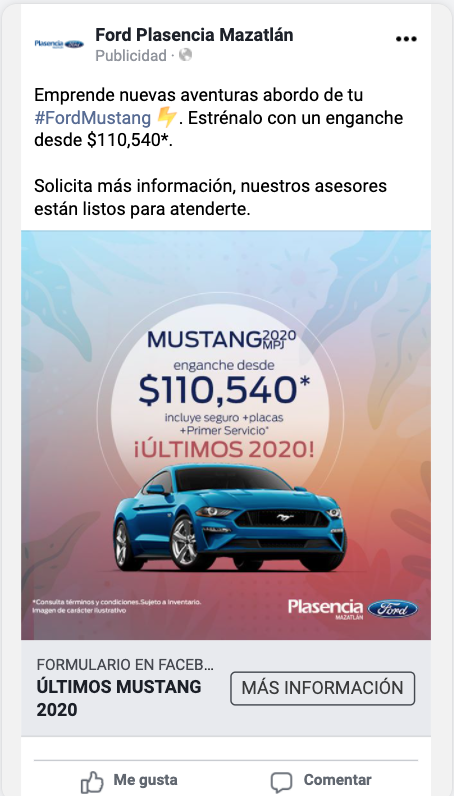 Plasencia Ford
Ford Plasencia Mazatlán
Publicidad ·
Emprende nuevas aventuras abordo de tu
#FordMustang ⚡. Estrénalo con un enganche
desde $110,540*.
Solicita más información, nuestros asesores
están listos para atenderte.
MUSTANG 2020
MPJ
enganche desde
$110,540*
incluye seguro +placas
+Primer Servicio*
¡ÚLTIMOS 2020!
*Consulta términos y condiciones.Sujeto a inventario.
Imagen de carácter ilustrativo
Plasencia Ford
MAZATLÁN
FORMULARIO EN FACEB...
ÚLTIMOS MUSTANG
2020
MÁS INFORMACIÓN
Me gusta
Comentar